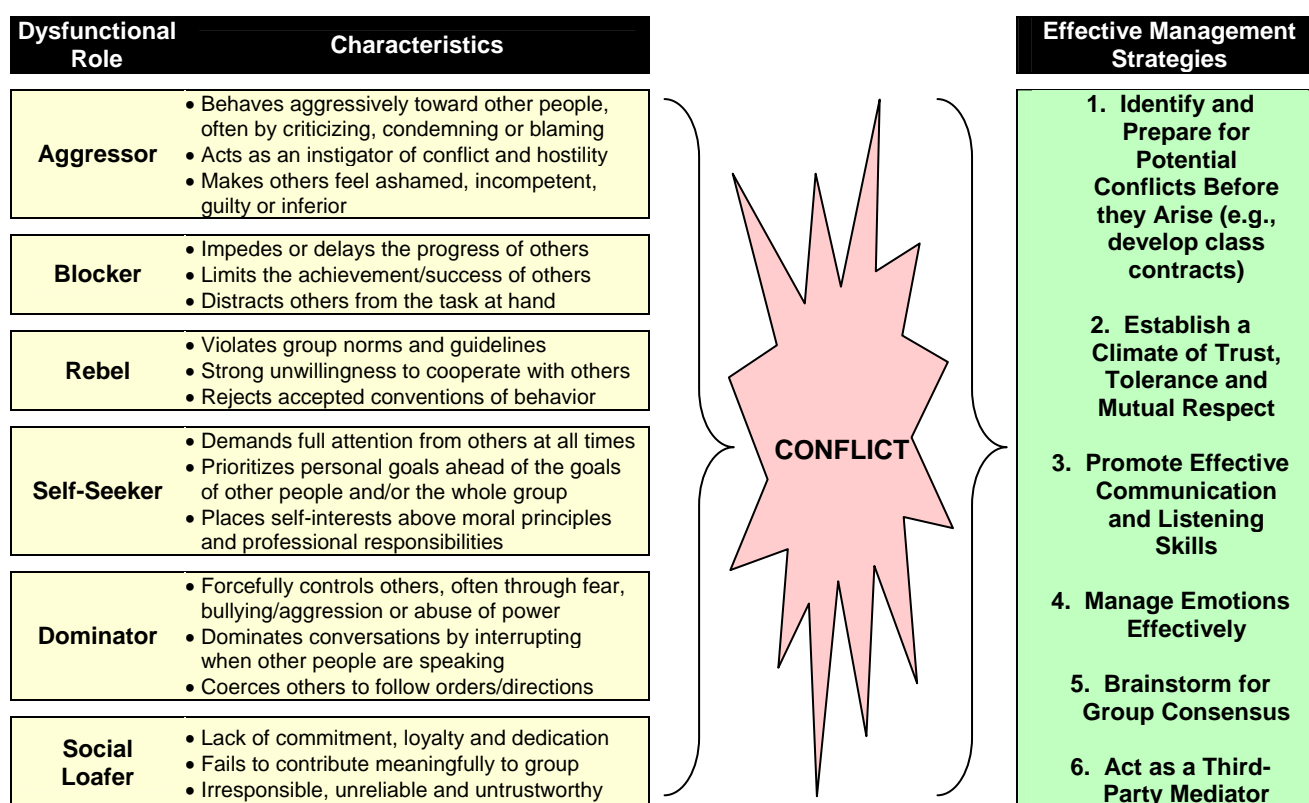 Dysfunctional
Role
Characteristics
Aggressor
• Behaves aggressively toward other people,
often by criticizing, condemning or blaming
• Acts as an instigator of conflict and hostility
• Makes others feel ashamed, incompetent,
guilty or inferior
Blocker
• Impedes or delays the progress of others
• Limits the achievement/success of others
• Distracts others from the task at hand
Rebel
• Violates group norms and guidelines
• Strong unwillingness to cooperate with others
• Rejects accepted conventions of behavior
Self-Seeker
• Demands full attention from others at all times
• Prioritizes personal goals ahead of the goals
of other people and/or the whole group
• Places self-interests above moral principles
and professional responsibilities
Dominator
• Forcefully controls others, often through fear,
bullying/aggression or abuse of power
• Dominates conversations by interrupting
when other people are speaking
• Coerces others to follow orders/directions
Social
Loafer
• Lack of commitment, loyalty and dedication
• Fails to contribute meaningfully to group
• Irresponsible, unreliable and untrustworthy
CONFLICT
Effective Management
Strategies
1. Identify and
Prepare for
Potential
Conflicts Before
they Arise (e.g.,
develop class
contracts)
2. Establish a
Climate of Trust,
Tolerance and
Mutual Respect
3. Promote Effective
Communication
and Listening
Skills
4. Manage Emotions
Effectively
5. Brainstorm for
Group Consensus
6. Act as a Third-
Party Mediator